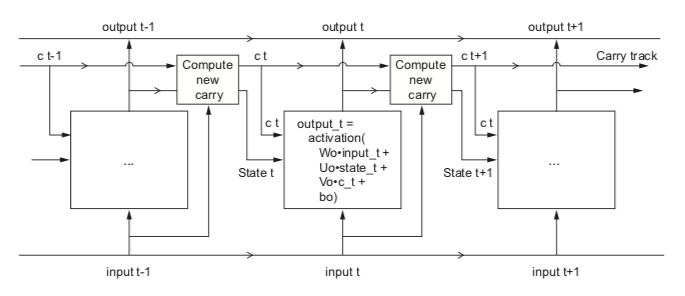 output t-1
output t
output t+1
c t-1
Compute
new
carry
c t
Compute
new
carry
c t+1
Carry track
...
c t
output_t =
activation(
Wo•input_t +
Uo•state_t +
Vo•c_t +
bo)
c t
...
State t
State t+1
input t-1
input t
input t+1